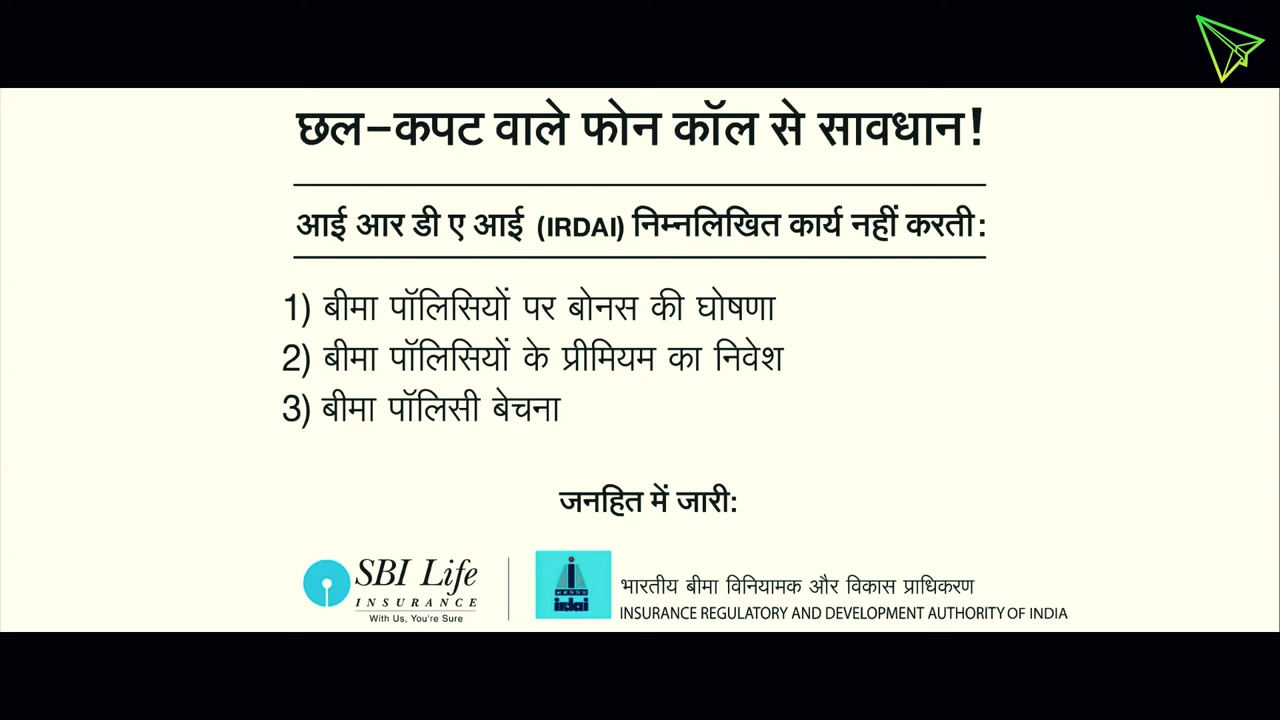 छल-कपट वाले फोन कॉल से सावधान!
आई आर डी ए आई (IRDAI) निम्नलिखित कार्य नहीं करती:
1) बीमा पॉलिसियों पर बोनस की घोषणा
2) बीमा पॉलिसियों के प्रीमियम का निवेश
3) बीमा पॉलिसी बेचना
जनहित में जारी:
SBI Life
INSURANCE
With Us, You're Sure
irdai
भारतीय बीमा विनियामक और विकास प्राधिकरण
INSURANCE REGULATORY AND DEVELOPMENT AUTHORITY OF INDIA